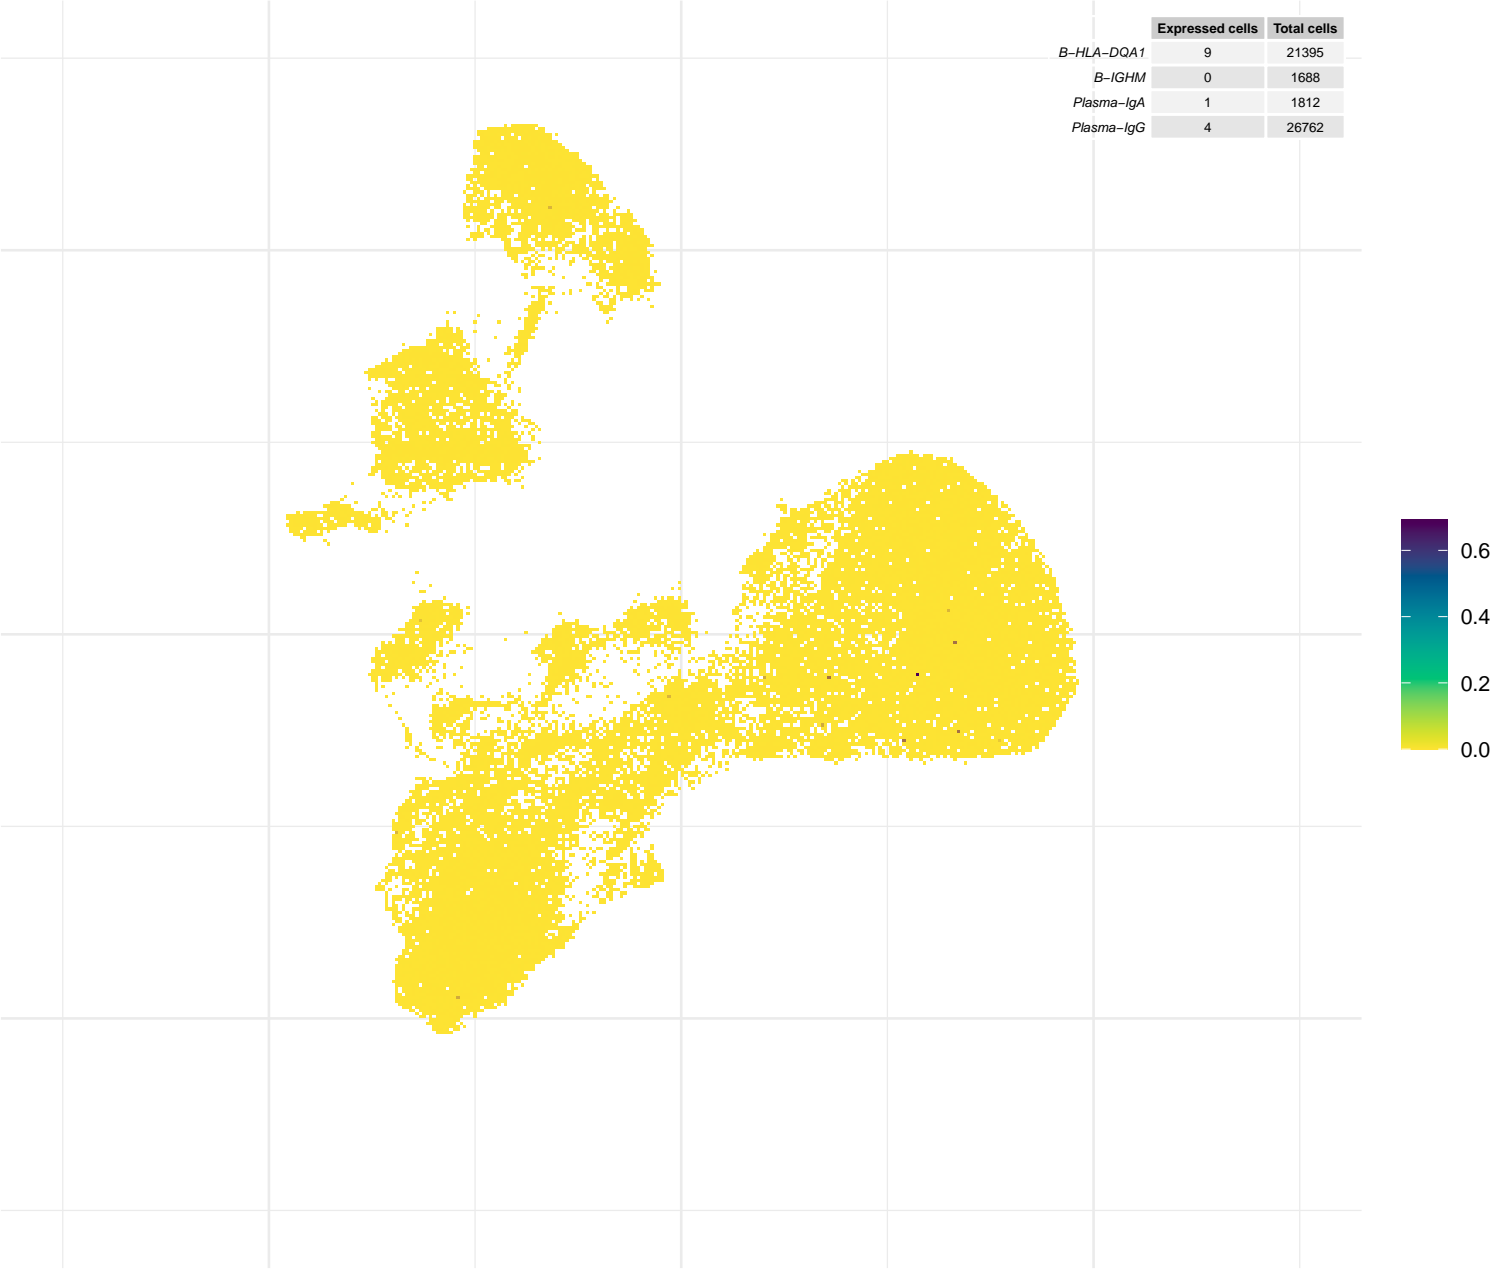 Expressed cells Total cells
B−HLA−DQA1 9 21395
B−IGHM 0 1688
Plasma−IgA 1 1812
Plasma−IgG 4 26762
0.6
0.4
0.2
0.0